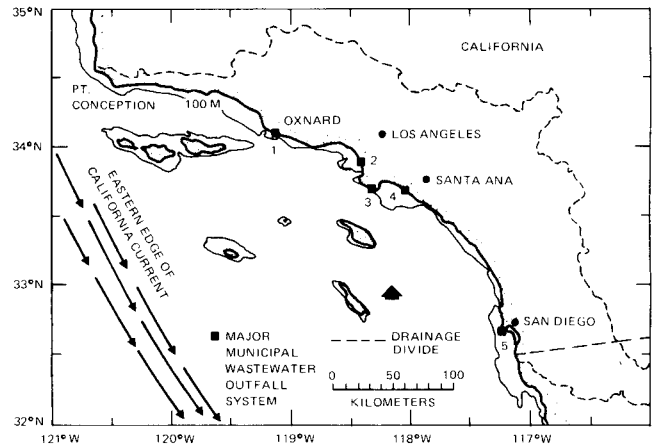 35°N
CALIFORNIA
PT.
CONCEPTION
100 M
OXNARD
1
LOS ANGELES
2
34°N
SANTA ANA
3
4
EASTERN EDGE OF
CALIFORNIA CURRENT
33°N
SAN DIEGO
5
MAJOR
MUNICIPAL
WASTEWATER
OUTFALL
SYSTEM
DRAINAGE
DIVIDE
0 50 100
KILOMETERS
32°N
121°W 120°W 119°W 118°W 117°W